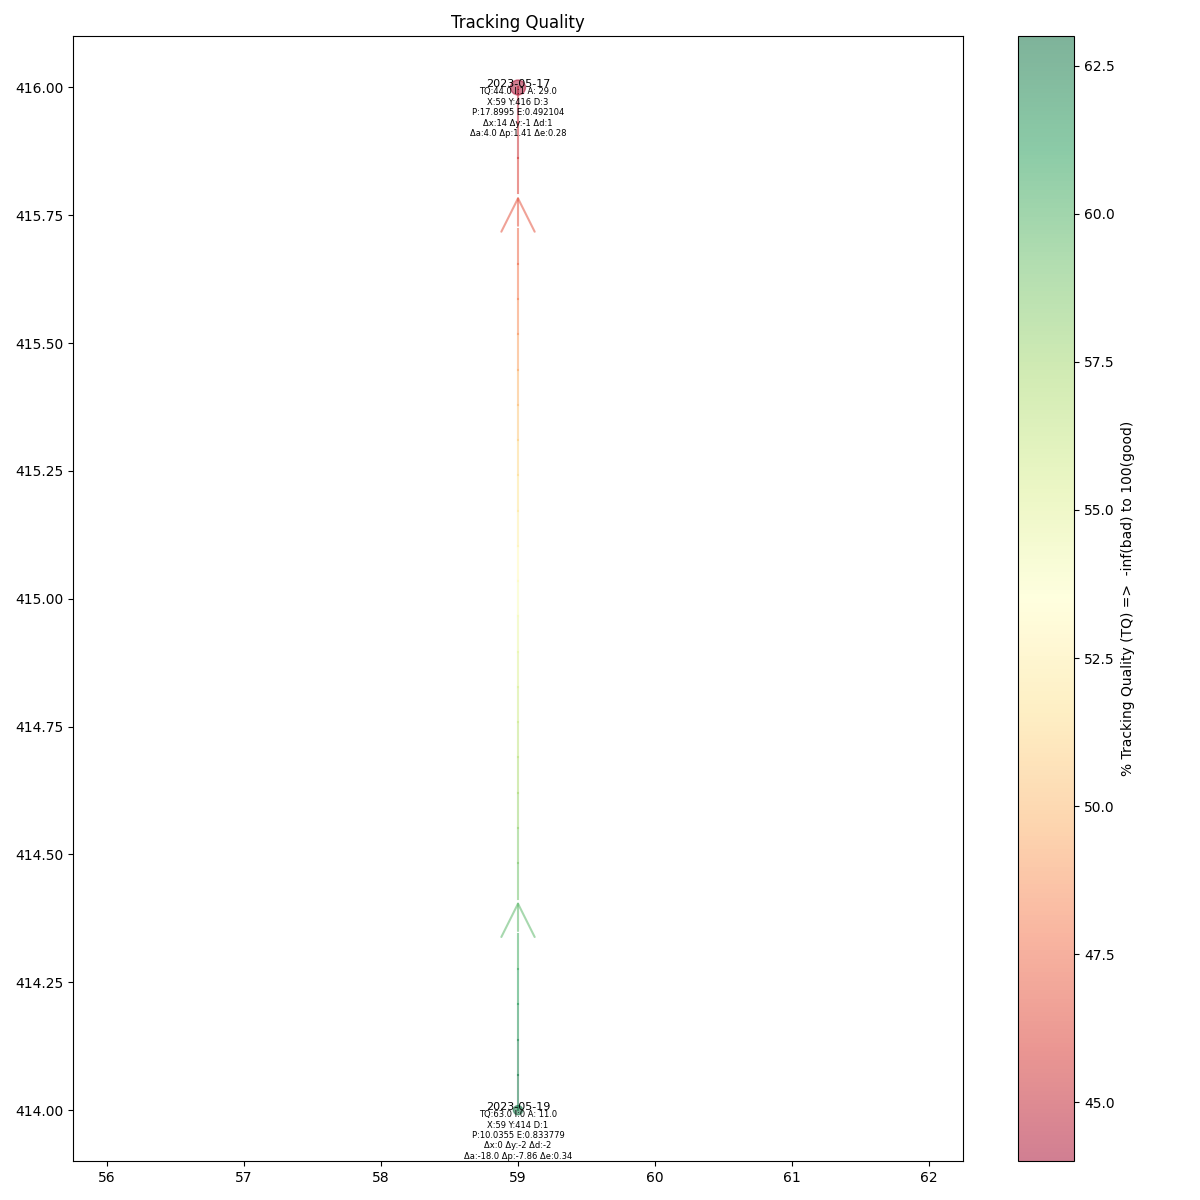 Tracking Quality
2023-05-17
TQ:44.0 A: 29.0
X:59 Y:416 D:3
P:17.8995 E:0.492104
Δx:14 Δy:-1 Δd:1
Δa:4.0 Δp:1.41 Δe:0.28
2023-05-19
TQ:63.0 A: 11.0
X:59 Y:414 D:1
P:10.0355 E:0.833779
Δx:0 Δy:-2 Δd:-2
Δa:-18.0 Δp:-7.86 Δe:0.34
416.00
415.75
415.50
415.25
415.00
414.75
414.50
414.25
414.00
56 57 58 59 60 61 62
62.5
60.0
57.5
55.0
52.5
50.0
47.5
45.0
% Tracking Quality (TQ) => -inf(bad) to 100(good)